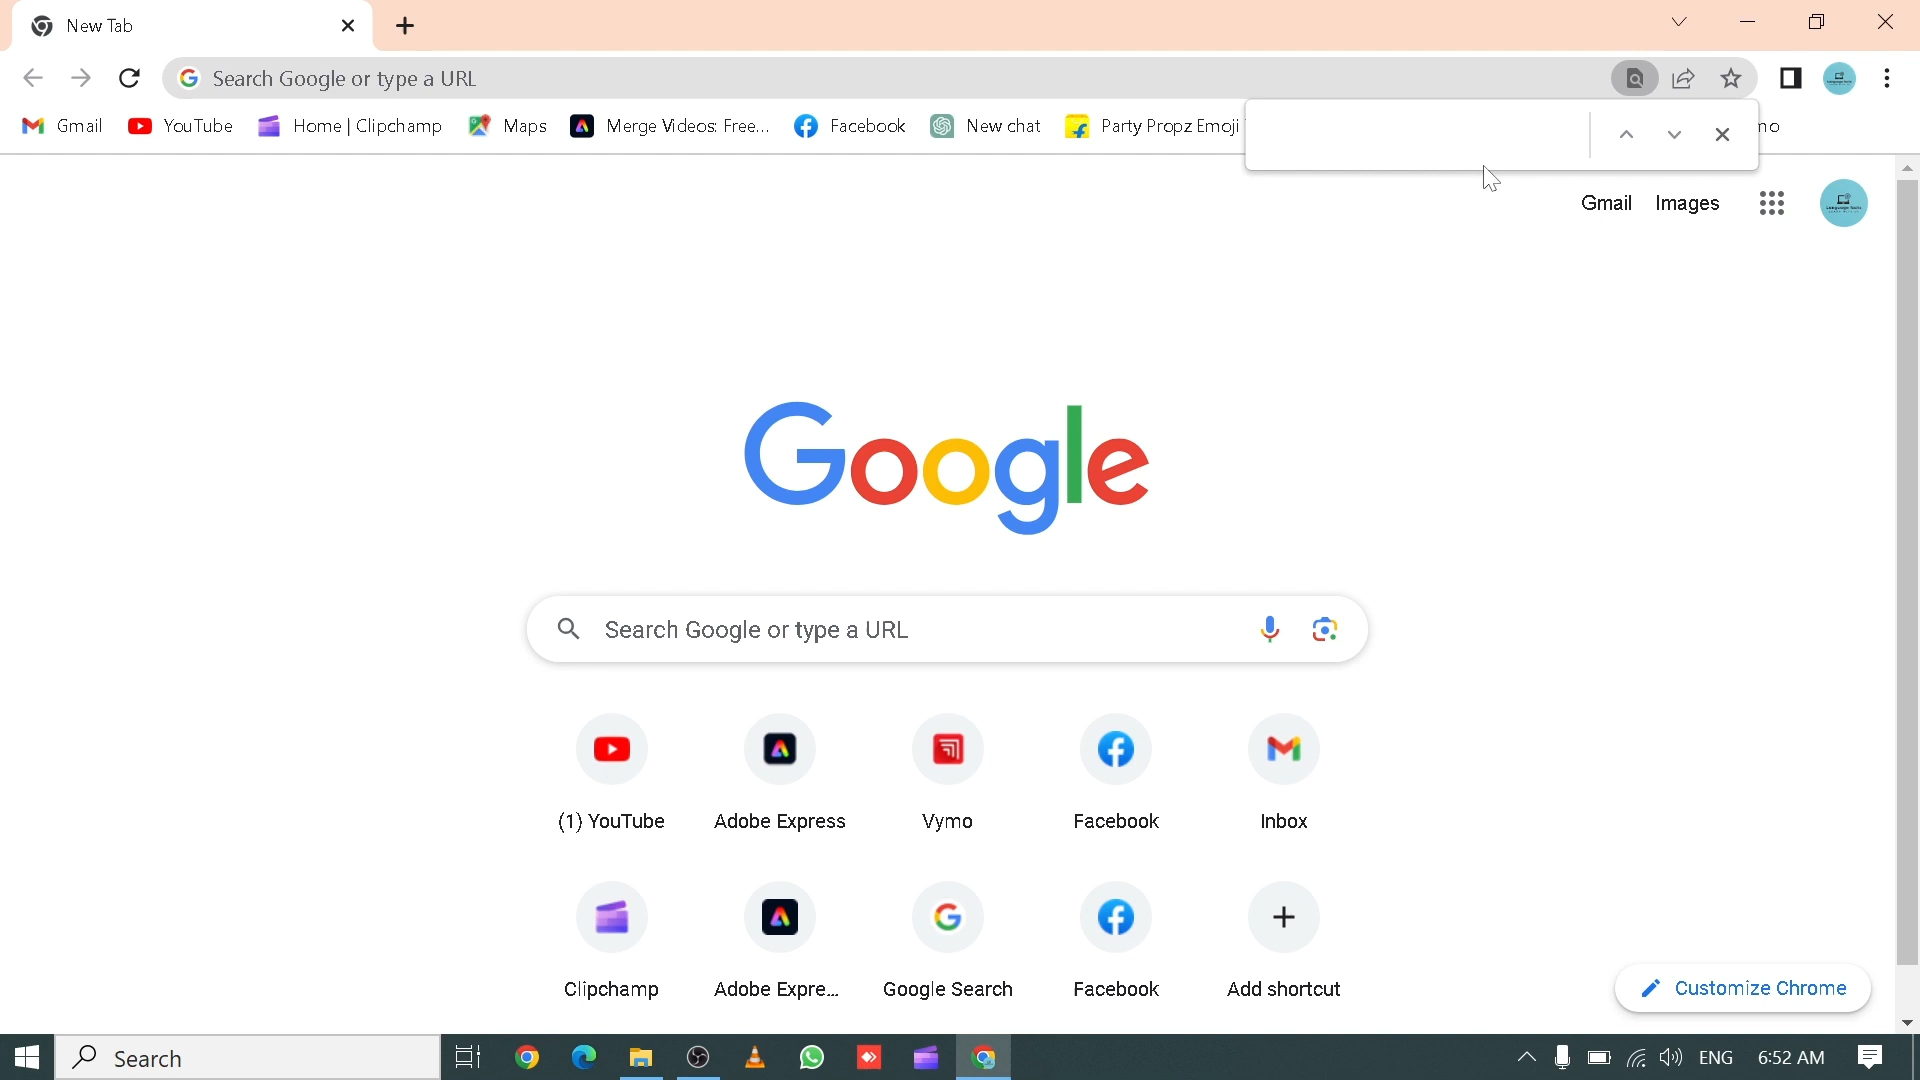 New Tab
Search Google or type a URL
Gmail YouTube Home | Clipchamp Maps Merge Videos: Free... Facebook New chat Party Propz Emoji
Gmail Images
Google
Search Google or type a URL
(1) YouTube Adobe Express Vymo Facebook Inbox
Clipchamp Adobe Expre... Google Search Facebook Add shortcut
Customize Chrome
Search ENG 6:52 AM